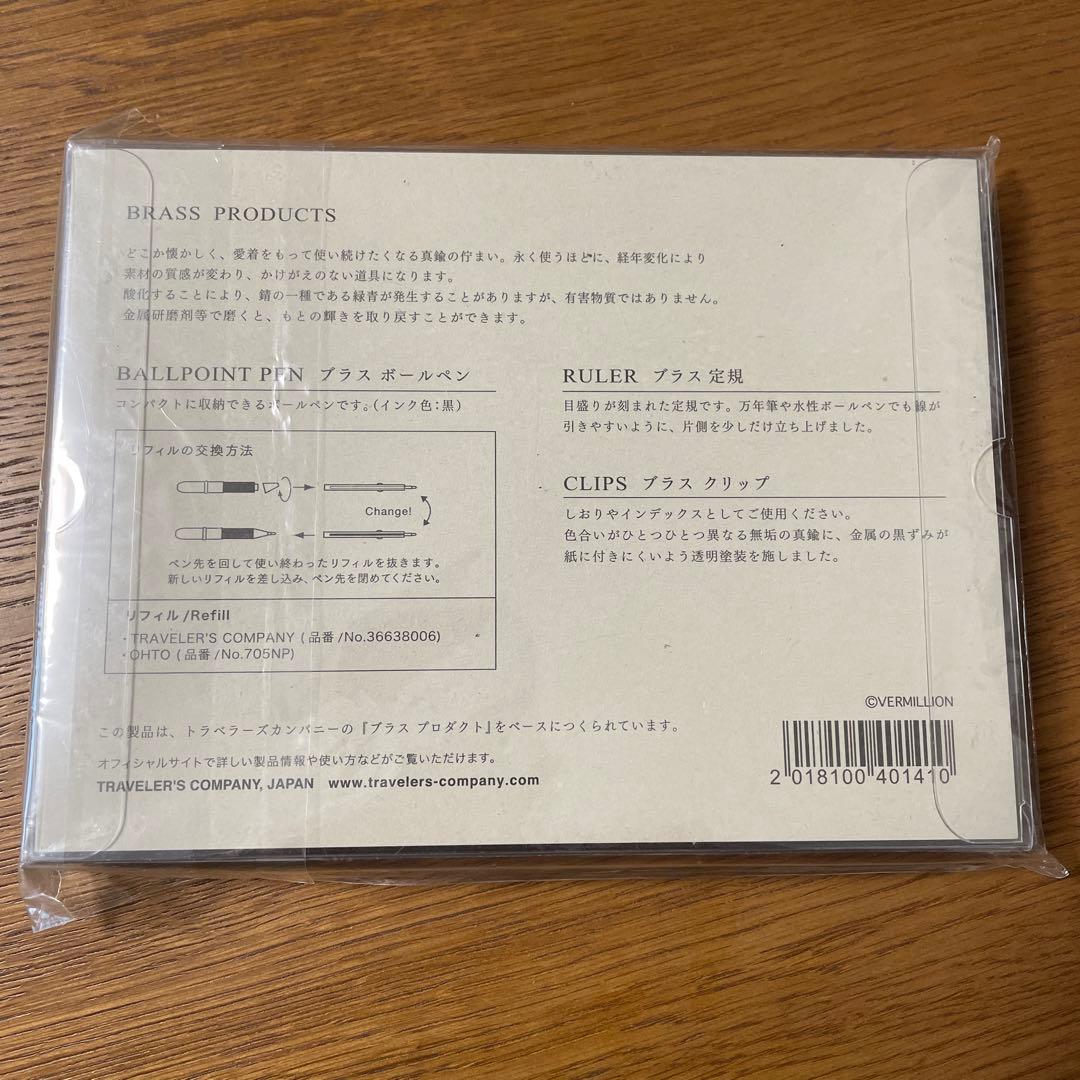 BRASS PRODUCTS
どこか懐かしく、愛着をもって使い続けたくなる真鍮の佇まい。永く使うほどに、経年変化により
素材の質感が変わり、かけがえのない道具になります。
酸化することにより、錆の一種である緑青が発生することがありますが、有害物質ではありません。
金属研磨剤等で磨くと、もとの輝きを取り戻すことができます。
BALLPOINT PEN ブラス ボールペン
コンパクトに収納できるボールペンです。(インク色:黒)
リフィルの交換方法
Change!
ペン先を回して使い終わったリフィルを抜きます。
新しいリフィルを差し込み、ペン先を閉めてください。
リフィル/Refill
・TRAVELER'S COMPANY (品番/No.36638006)
・OHTO (品番/No.705NP)
RULER ブラス 定規
目盛りが刻まれた定規です。万年筆や水性ボールペンでも線が
引きやすいように、片側を少しだけ立ち上げました。
CLIPS ブラス クリップ
しおりやインデックスとしてご使用ください。
色合いがひとつひとつ異なる無垢の真鍮に、金属の黒ずみが
紙に付きにくいよう透明塗装を施しました。
©VERMILLION
この製品は、トラベラーズカンパニーの『ブラス プロダクト』をベースにつくられています。
オフィシャルサイトで詳しい製品情報や使い方などがご覧いただけます。
TRAVELER'S COMPANY, JAPAN www.travelers-company.com
2 018100 401410